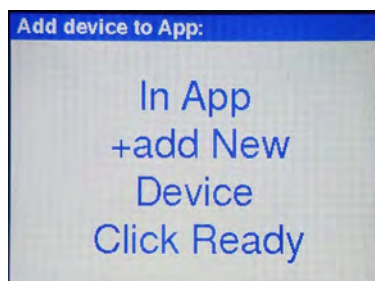 Add device to App:
In App
+add New
Device
Click Ready